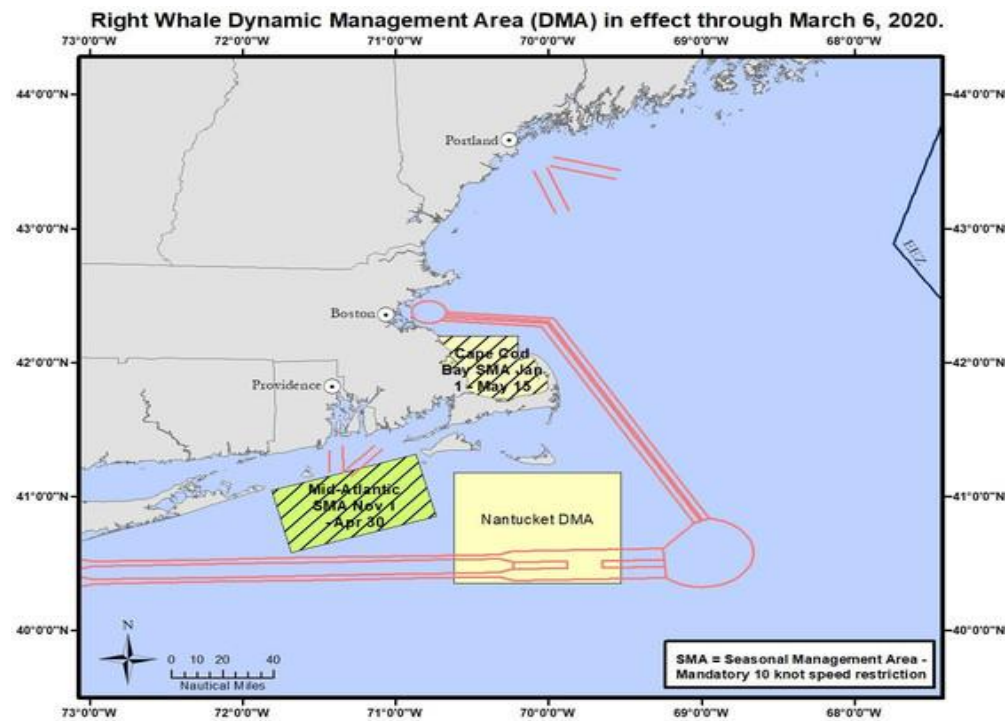 Right Whale Dynamic Management Area (DMA) in effect through March 6, 2020.
73°0'0"W 72°0'0"W 71°0'0"W 70°0'0"W 69°0'0"W 68°0'0"W
44°0'0"N 44°0'0"N
Portland
43°0'0"N 43°0'0"N
EEZ
Boston
42°0'0"N 42°0'0"N
Cape Cod
Bay SMA Jan
1 - May 15
Providence
41°0'0"N 41°0'0"N
Mid-Atlantic
SMA Nov 1
- Apr 30
Nantucket DMA
40°0'0"N 40°0'0"N
N
0 10 20 40
Nautical Miles
SMA = Seasonal Management Area -
Mandatory 10 knot speed restriction
73°0'0"W 72°0'0"W 71°0'0"W 70°0'0"W 69°0'0"W 68°0'0"W